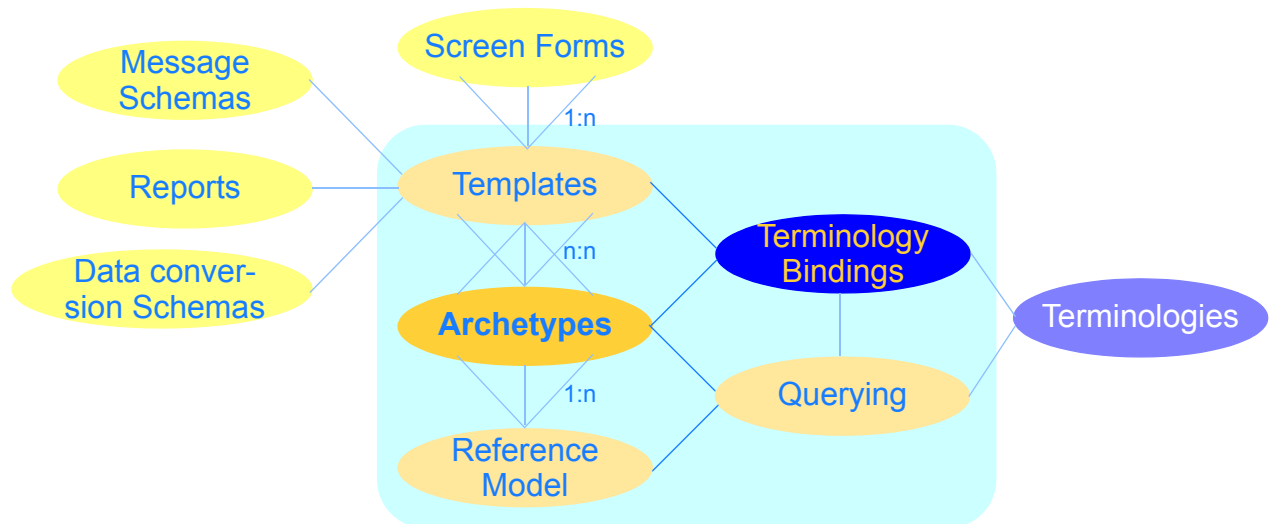 Screen Forms
Message
Schemas
1:n
Templates
Reports
Terminology
Bindings
n:n
Data conver-
sion Schemas
Archetypes
Terminologies
1:n
Querying
Reference
Model